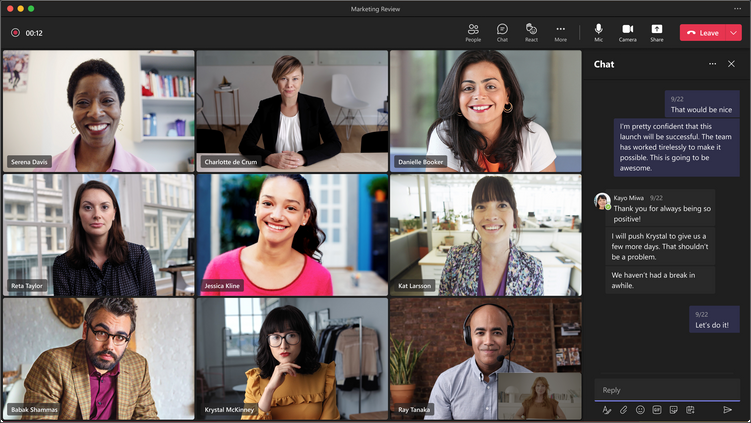 Marketing Review
00:12
People
Chat
React
More
Mic
Camera
Share
Leave
Serena Davis
Charlotte de Crum
Danielle Booker
Reta Taylor
Jessica Kline
Kat Larsson
Babak Shammas
Krystal McKinney
Ray Tanaka
Chat
9/22
That would be nice
I'm pretty confident that this
launch will be successful. The team
has worked tirelessly to make it
possible. This is going to be
awesome.
Kayo Miwa 9/22
Thank you for always being so
positive!
I will push Krystal to give us a
few more days. That shouldn't
be a problem.
We haven't had a break in
awhile.
9/22
Let's do it!
Reply